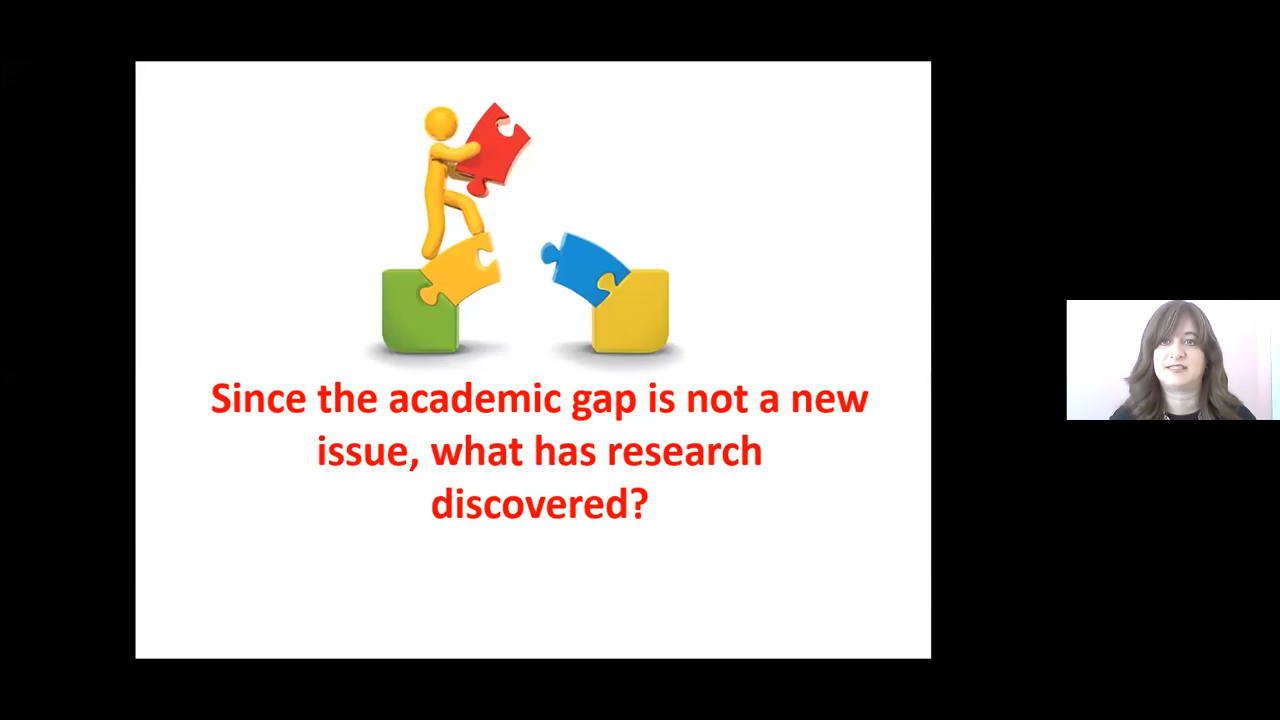 Since the academic gap is not a new
issue, what has research
discovered?